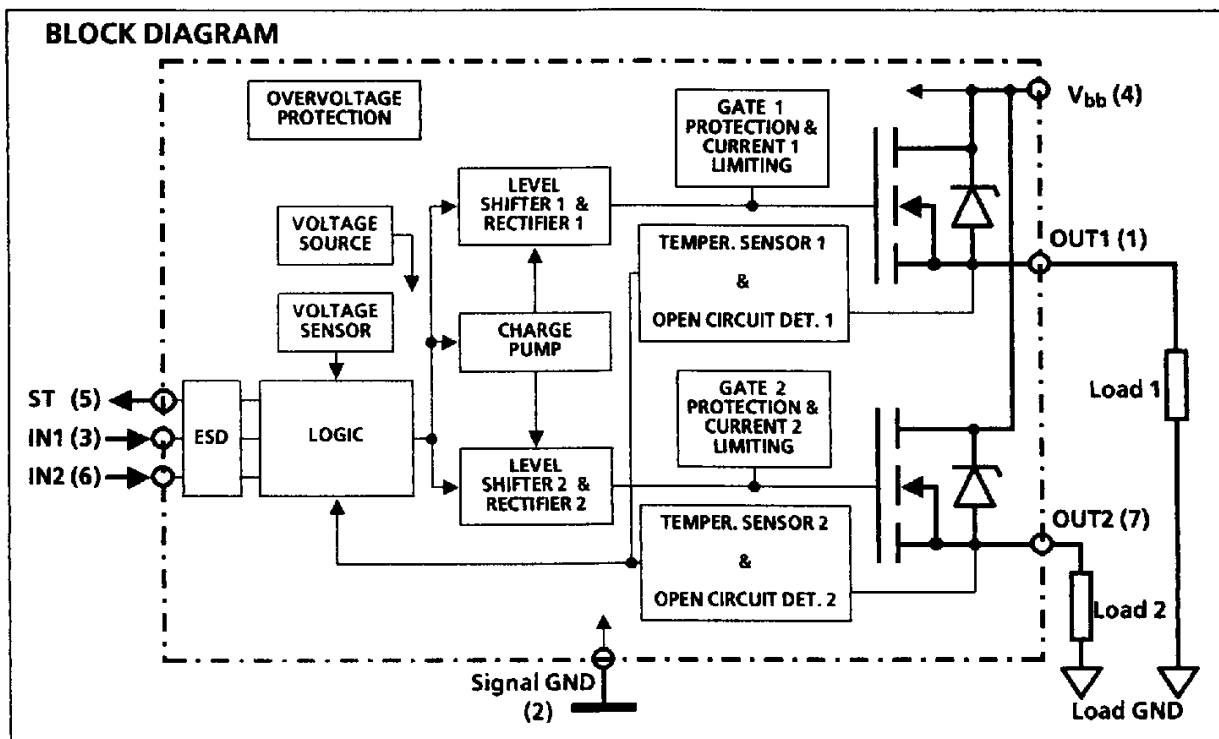 BLOCK DIAGRAM
OVERVOLTAGE
PROTECTION
GATE 1
PROTECTION &
CURRENT 1
LIMITING
Vbb (4)
LEVEL
SHIFTER 1 &
RECTIFIER 1
VOLTAGE
SOURCE
TEMPER. SENSOR 1
&
OPEN CIRCUIT DET. 1
OUT1 (1)
VOLTAGE
SENSOR
CHARGE
PUMP
Load 1
GATE 2
PROTECTION &
CURRENT 2
LIMITING
ST (5)
IN1 (3)
IN2 (6)
ESD
LOGIC
LEVEL
SHIFTER 2 &
RECTIFIER 2
TEMPER. SENSOR 2
&
OPEN CIRCUIT DET. 2
OUT2 (7)
Load 2
Signal GND
(2)
Load GND